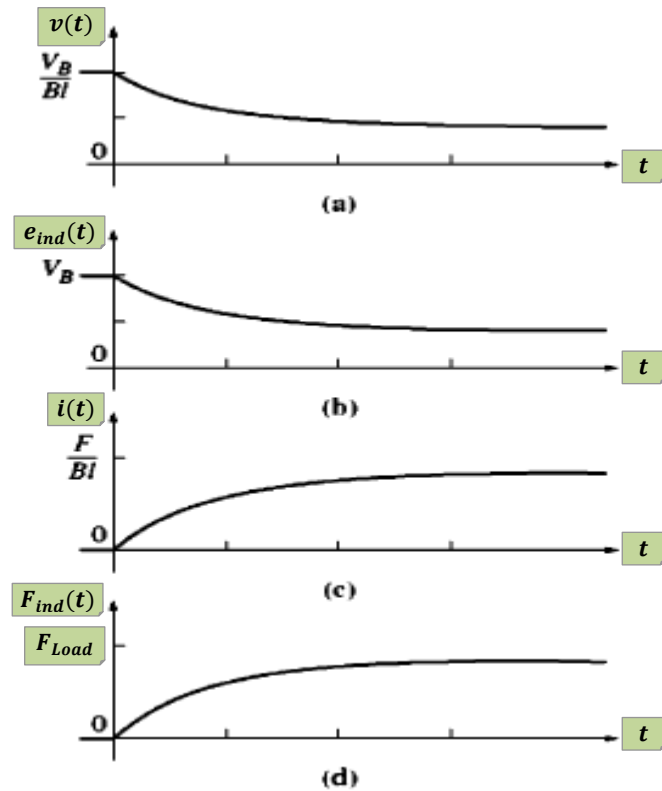 v(t)
V_B
Bl
0
t
(a)
e_ind(t)
V_B
0
t
(b)
i(t)
F
Bl
0
t
(c)
F_ind(t)
F_Load
0
t
(d)